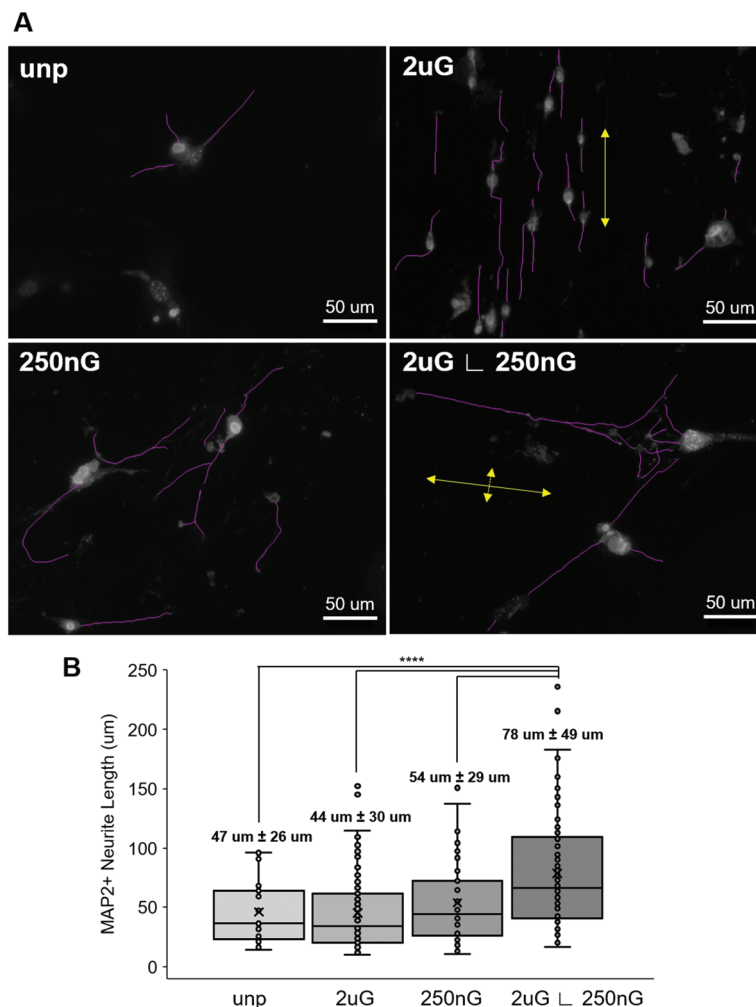 A
unp
2uG
50 um
50 um
250nG
2uG ∟ 250nG
50 um
50 um
B
250
200
150
100
50
0
MAP2+ Neurite Length (um)
****
47 um ± 26 um
44 um ± 30 um
54 um ± 29 um
78 um ± 49 um
unp
2uG
250nG
2uG ∟ 250nG